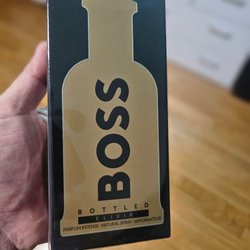 BOSS
BOTTLED
ELIXIR
PARFUM INTENSE · NATURAL SPRAY · VAPORISATEUR